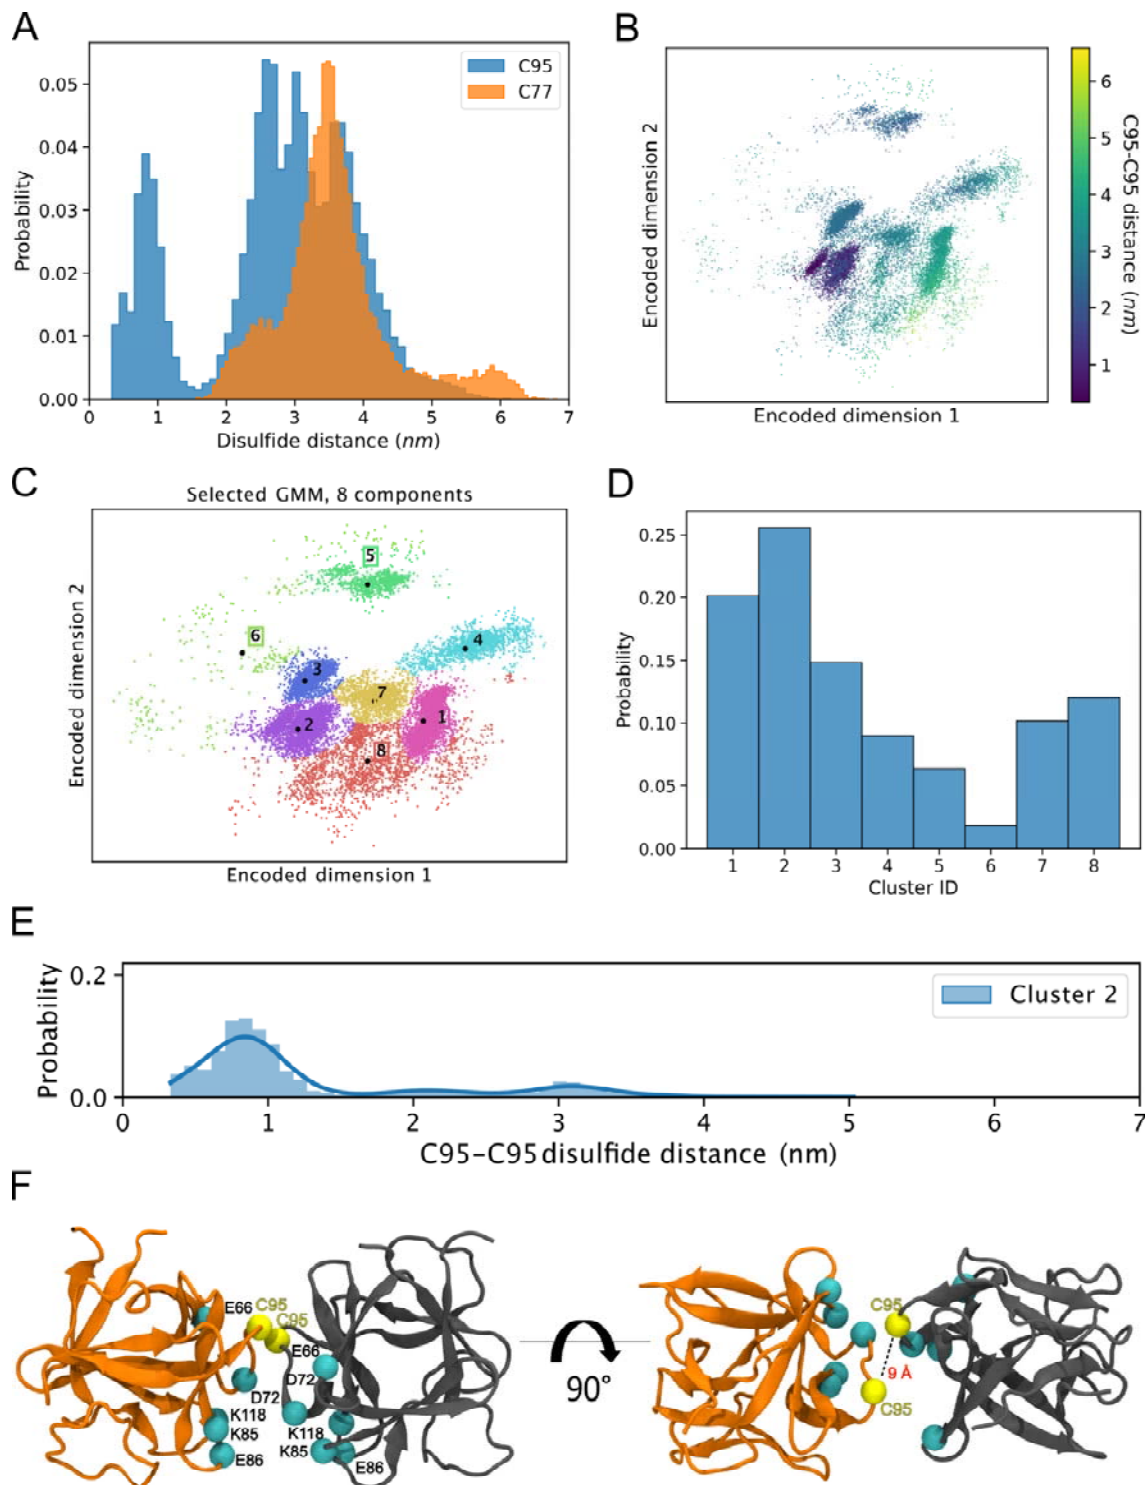 A
C95
C77
0.05
0.04
0.03
0.02
0.01
0.00
Probability
0 1 2 3 4 5 6 7
Disulfide distance (nm)
B
Encoded dimension 2
Encoded dimension 1
6
5
4
3
2
1
C95-C95 distance (nm)
C
Selected GMM, 8 components
5
6
4
3
7
2
1
8
Encoded dimension 2
Encoded dimension 1
D
0.25
0.20
0.15
0.10
0.05
0.00
Probability
1 2 3 4 5 6 7 8
Cluster ID
E
0.2
0.0
Probability
Cluster 2
0 1 2 3 4 5 6 7
C95-C95 disulfide distance (nm)
F
E66
C95
C95
E66
D72
D72
K118
K118
K85
K85
E86
E86
90°
C95
9 Å
C95